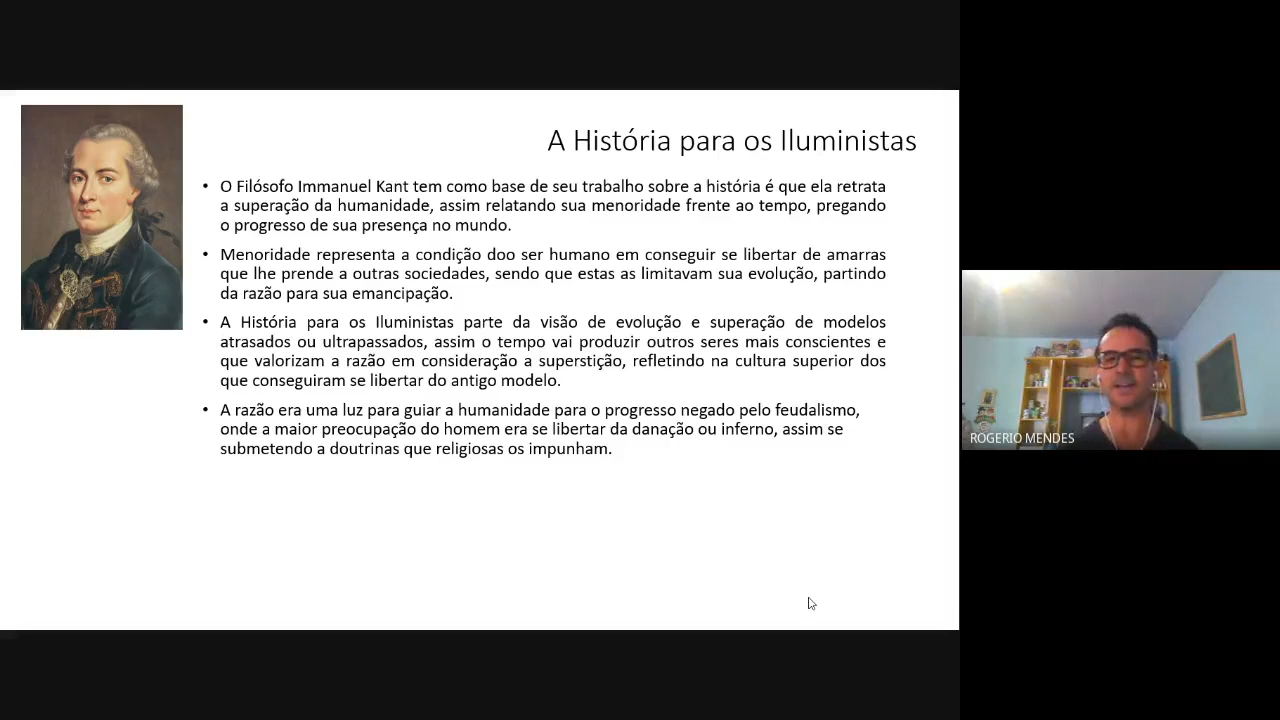 A História para os Iluministas
• O Filósofo Immanuel Kant tem como base de seu trabalho sobre a história é que ela retrata
a superação da humanidade, assim relatando sua menoridade frente ao tempo, pregando
o progresso de sua presença no mundo.
• Menoridade representa a condição doo ser humano em conseguir se libertar de amarras
que lhe prende a outras sociedades, sendo que estas as limitavam sua evolução, partindo
da razão para sua emancipação.
• A História para os Iluministas parte da visão de evolução e superação de modelos
atrasados ou ultrapassados, assim o tempo vai produzir outros seres mais conscientes e
que valorizam a razão em consideração a superstição, refletindo na cultura superior dos
que conseguiram se libertar do antigo modelo.
• A razão era uma luz para guiar a humanidade para o progresso negado pelo feudalismo,
onde a maior preocupação do homem era se libertar da danação ou inferno, assim se
submetendo a doutrinas que religiosas os impunham.
ROGERIO MENDES